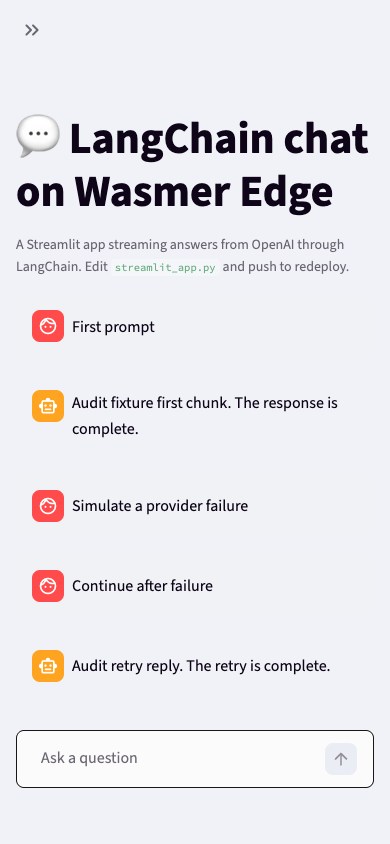 💬 LangChain chat
on Wasmer Edge
A Streamlit app streaming answers from OpenAI through
LangChain. Edit streamlit_app.py and push to redeploy.
First prompt
Audit fixture first chunk. The response is
complete.
Simulate a provider failure
Continue after failure
Audit retry reply. The retry is complete.
Ask a question